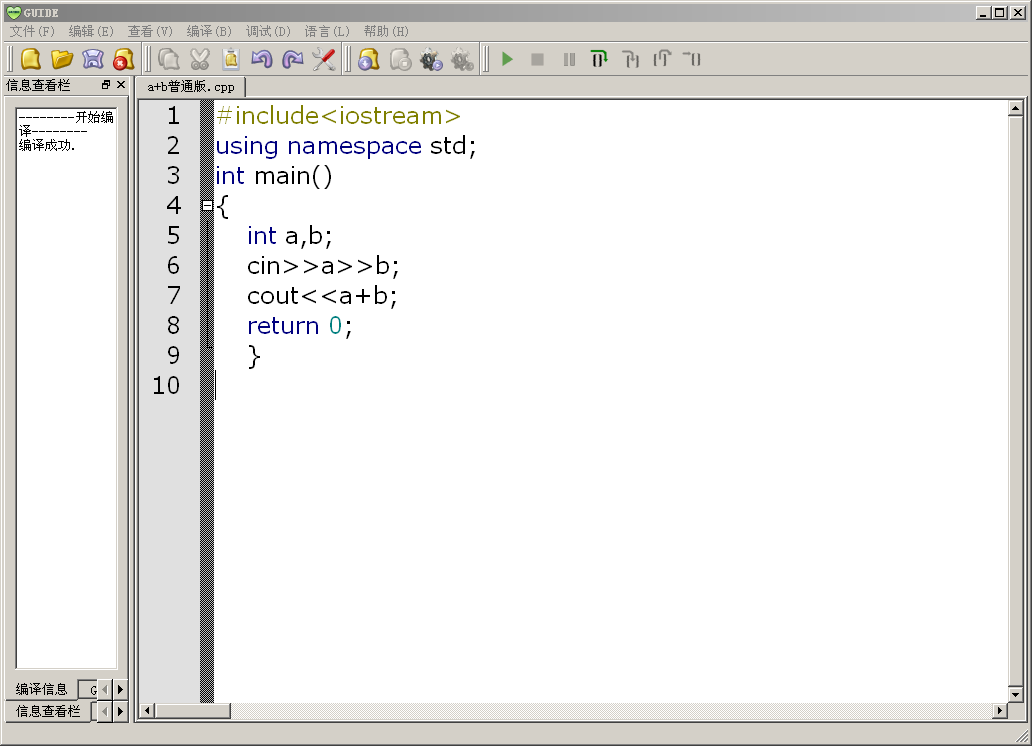 GUIDE
文件(F) 编辑(E) 查看(V) 编译(B) 调试(D) 语言(L) 帮助(H)
信息查看栏
a+b普通版.cpp
--------开始编
译--------
编译成功.
1 #include<iostream>
2 using namespace std;
3 int main()
4 {
5 int a,b;
6 cin>>a>>b;
7 cout<<a+b;
8 return 0;
9 }
10
编译信息 G
信息查看栏